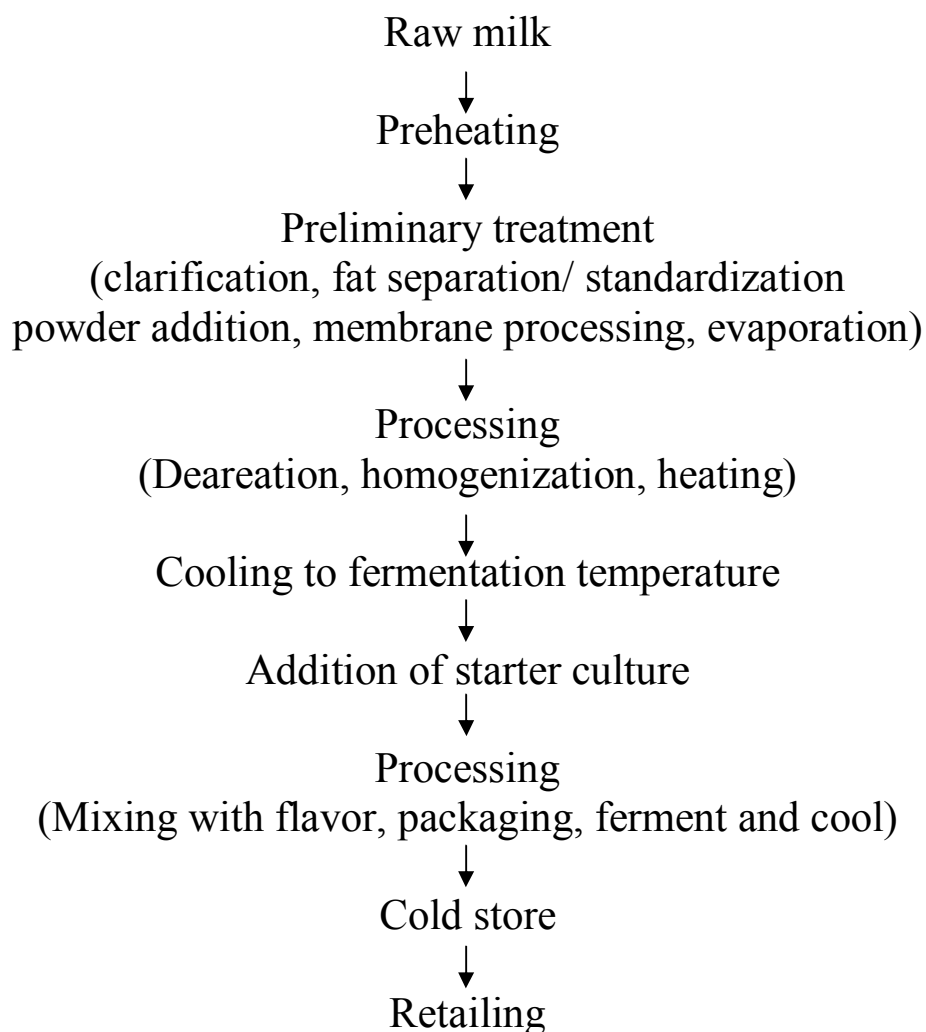 Raw milk
Preheating
Preliminary treatment
(clarification, fat separation/ standardization
powder addition, membrane processing, evaporation)
Processing
(Deareation, homogenization, heating)
Cooling to fermentation temperature
Addition of starter culture
Processing
(Mixing with flavor, packaging, ferment and cool)
Cold store
Retailing